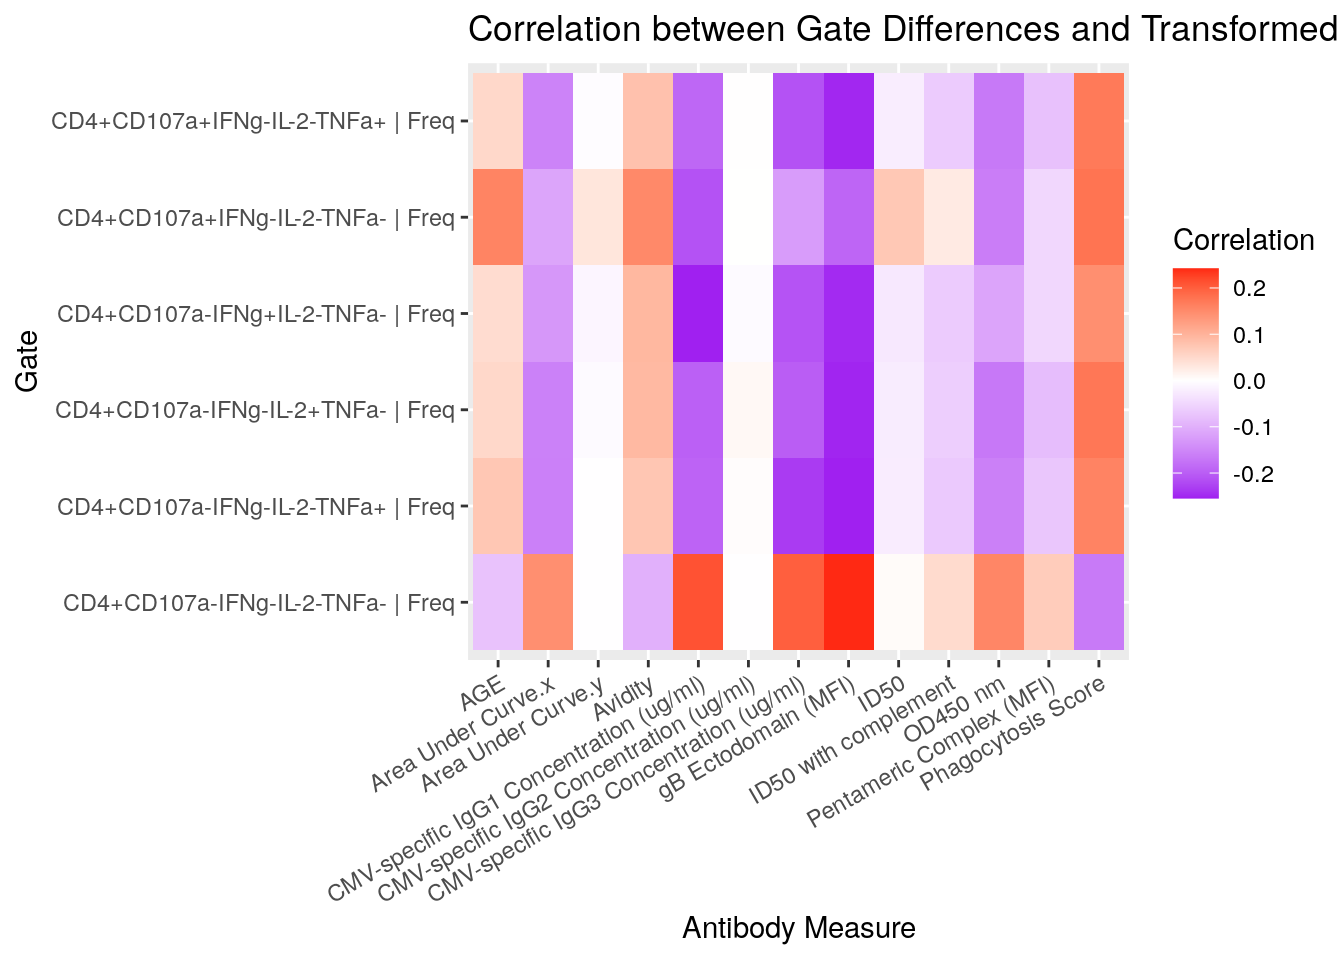 Correlation between Gate Differences and Transformed
Gate
CD4+CD107a+IFNg-IL-2-TNFa+ | Freq
CD4+CD107a+IFNg-IL-2-TNFa- | Freq
CD4+CD107a-IFNg+IL-2-TNFa- | Freq
CD4+CD107a-IFNg-IL-2+TNFa- | Freq
CD4+CD107a-IFNg-IL-2-TNFa+ | Freq
CD4+CD107a-IFNg-IL-2-TNFa- | Freq
AGE
Area Under Curve.x
Area Under Curve.y
Avidity
CMV-specific IgG1 Concentration (ug/ml)
CMV-specific IgG2 Concentration (ug/ml)
CMV-specific IgG3 Concentration (ug/ml)
gB Ectodomain (MFI)
ID50
ID50 with complement
OD450 nm
Pentameric Complex (MFI)
Phagocytosis Score
Antibody Measure
Correlation
0.2
0.1
0.0
-0.1
-0.2